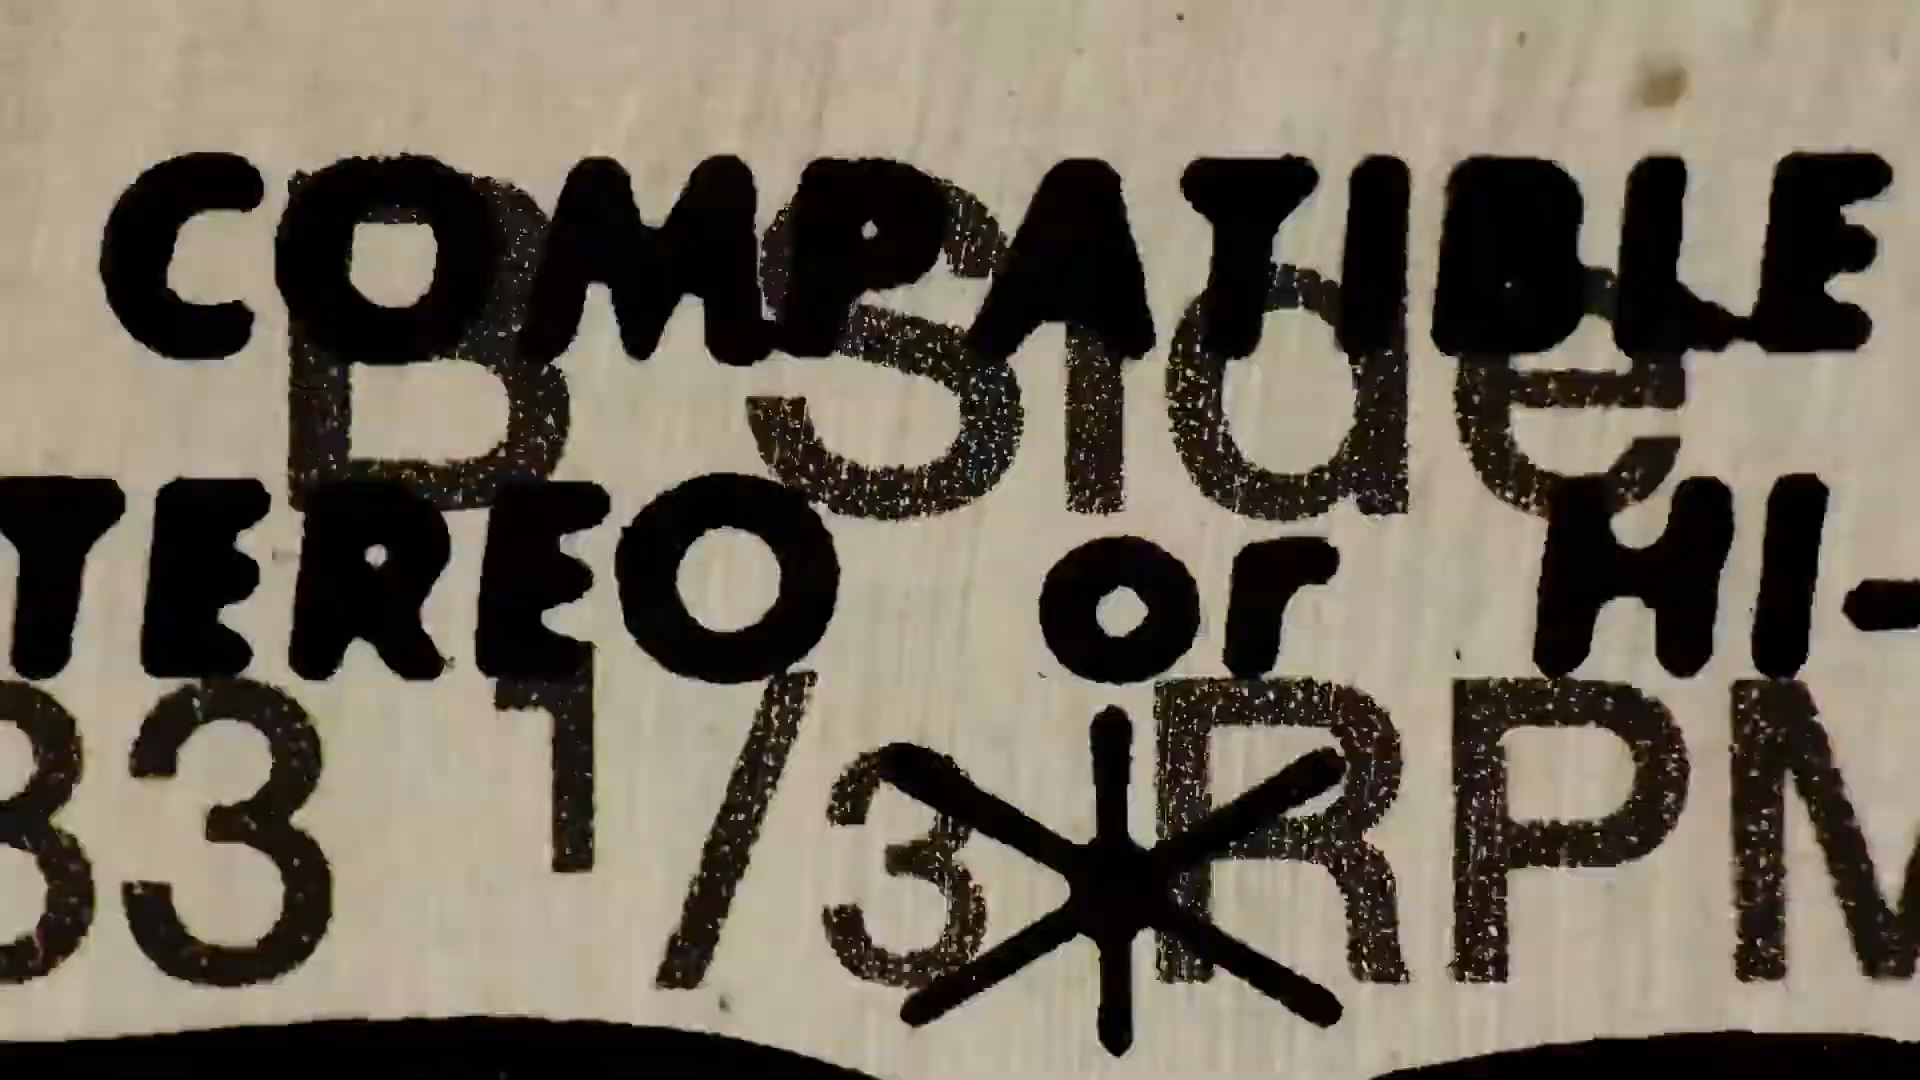 COMPATIBLE
B Side
TEREO or HI-
33 1/3 RPM